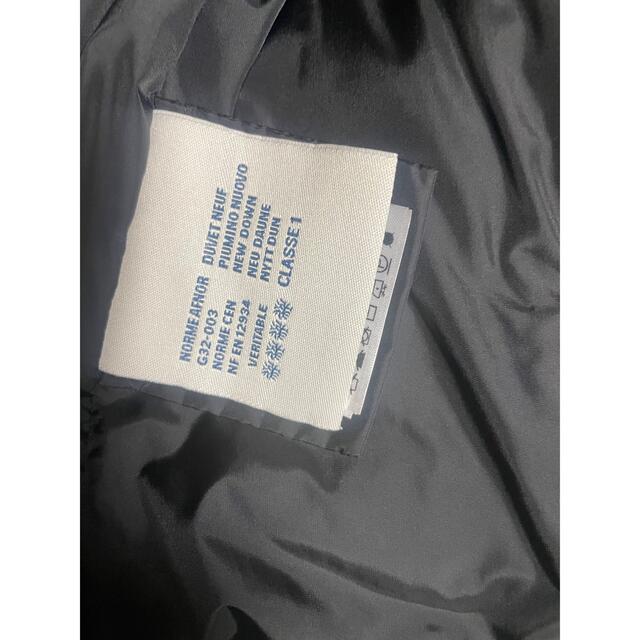 NORME AFNOR
G32-003
NORME CEN
NF EN 12934
VERITABLE
DUVET NEUF
PIUMINO NUOVO
NEW DOWN
NEU DAUNE
NYTT DUN
CLASSE 1